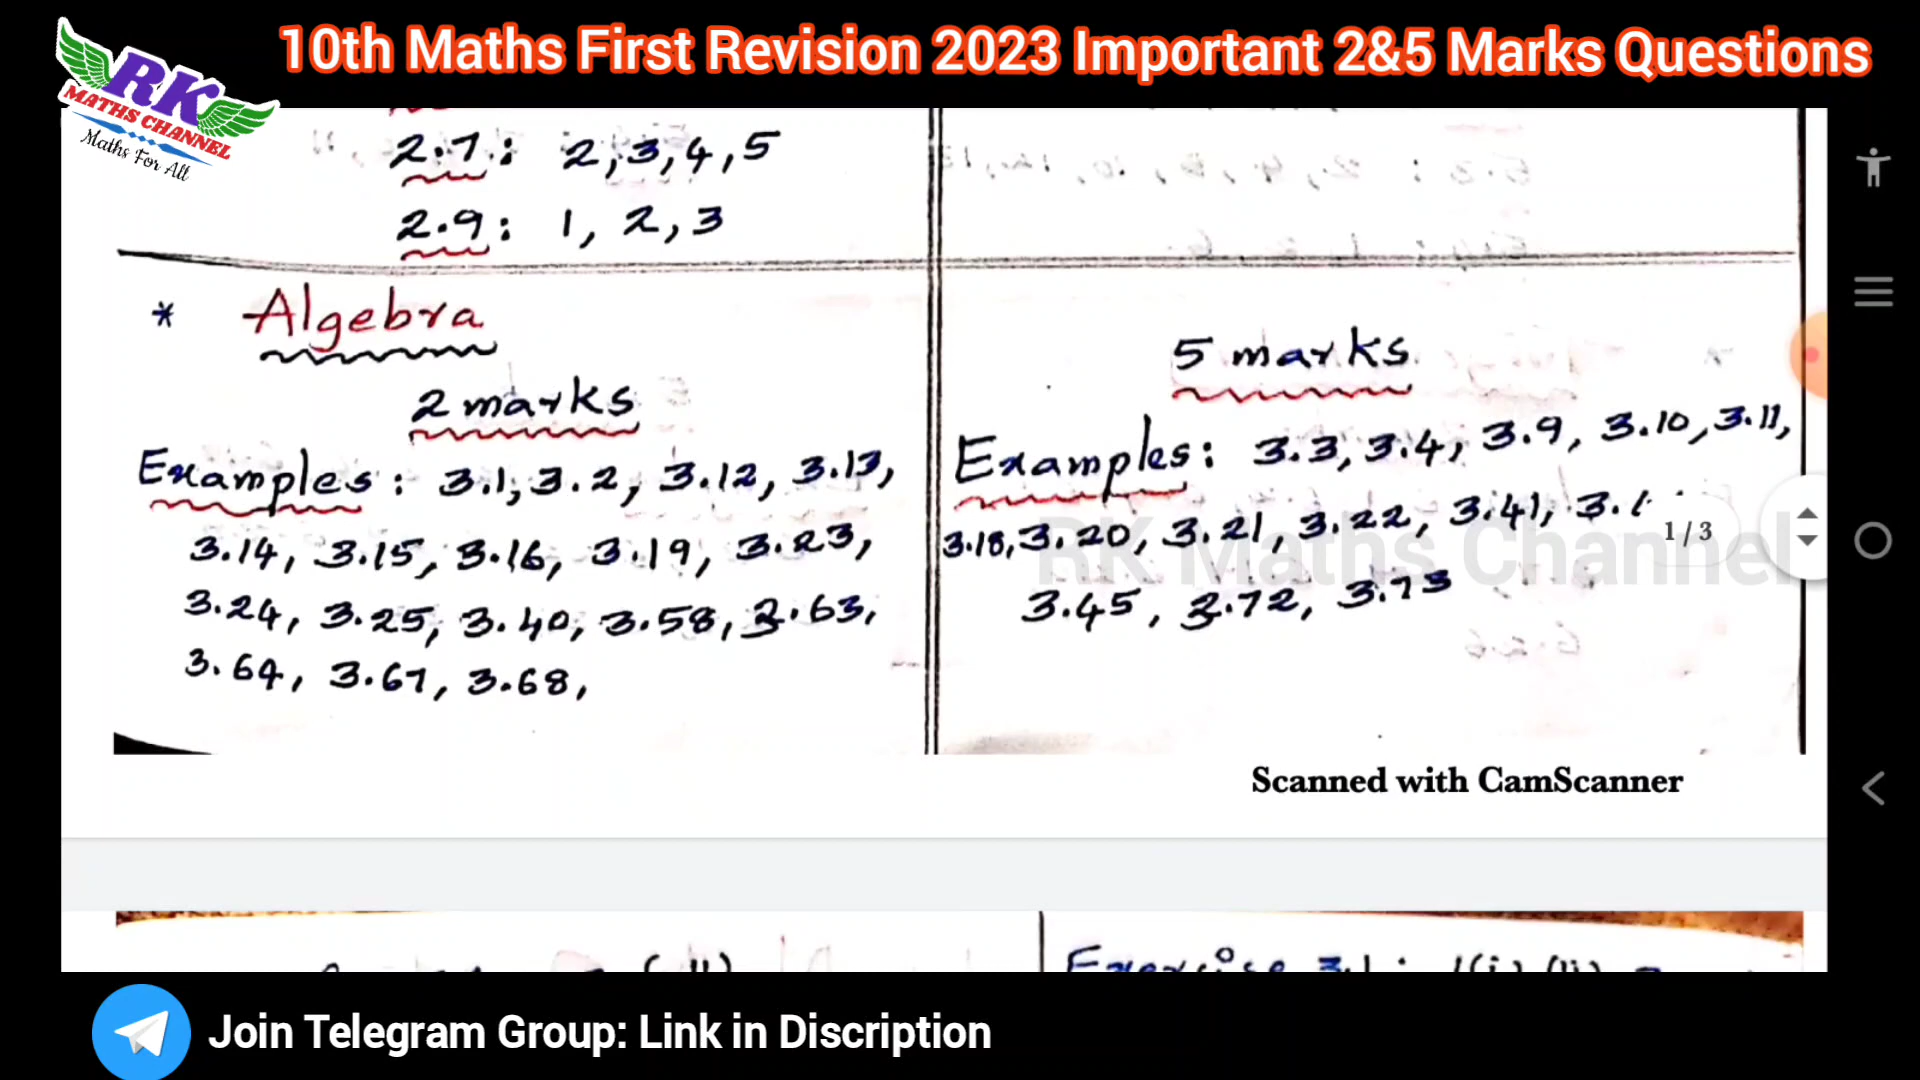 10th Maths First Revision 2023 Important 2&5 Marks Questions
RK
MATHS CHANNEL
Maths For All
2.7 : 2, 3, 4, 5
2.9 : 1, 2, 3
* Algebra
2 marks
Examples : 3.1, 3.2, 3.12, 3.13,
3.14, 3.15, 3.16, 3.19, 3.23,
3.24, 3.25, 3.40, 3.58, 3.63,
3.64, 3.67, 3.68,
5 marks
Examples : 3.3, 3.4, 3.9, 3.10, 3.11,
3.18, 3.20, 3.21, 3.22, 3.41,
3.45, 3.72, 3.73
1 / 3
RK Maths Channel
Scanned with CamScanner
Exercise 3.1 : 1(i) (ii)
Join Telegram Group: Link in Discription